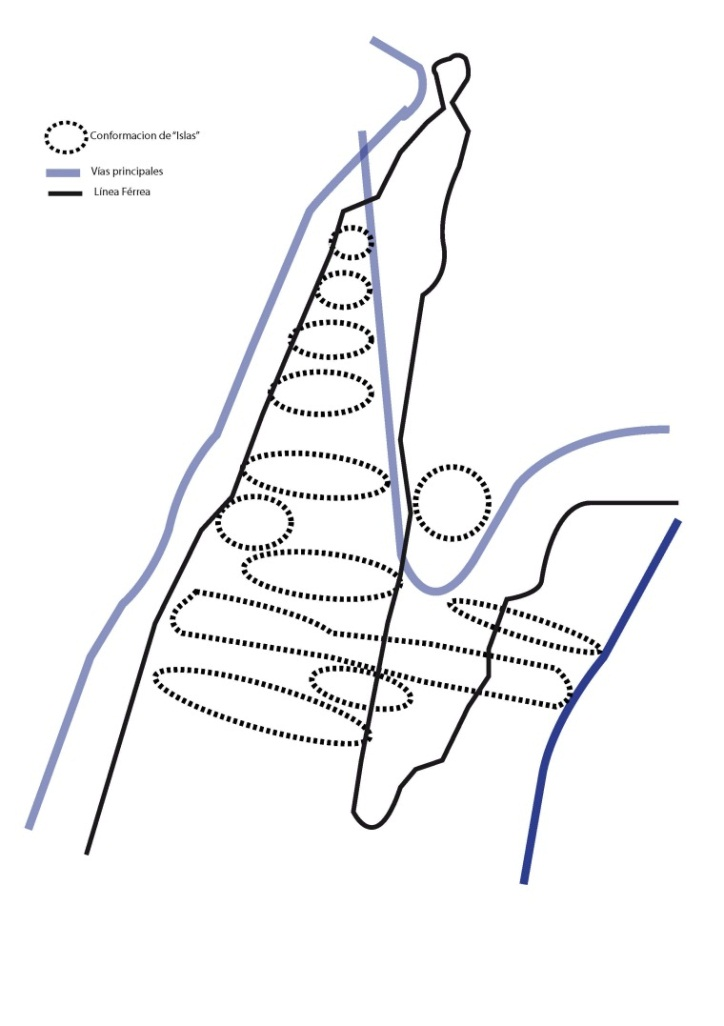 Conformacion de "Islas"
Vías principales
Línea Férrea